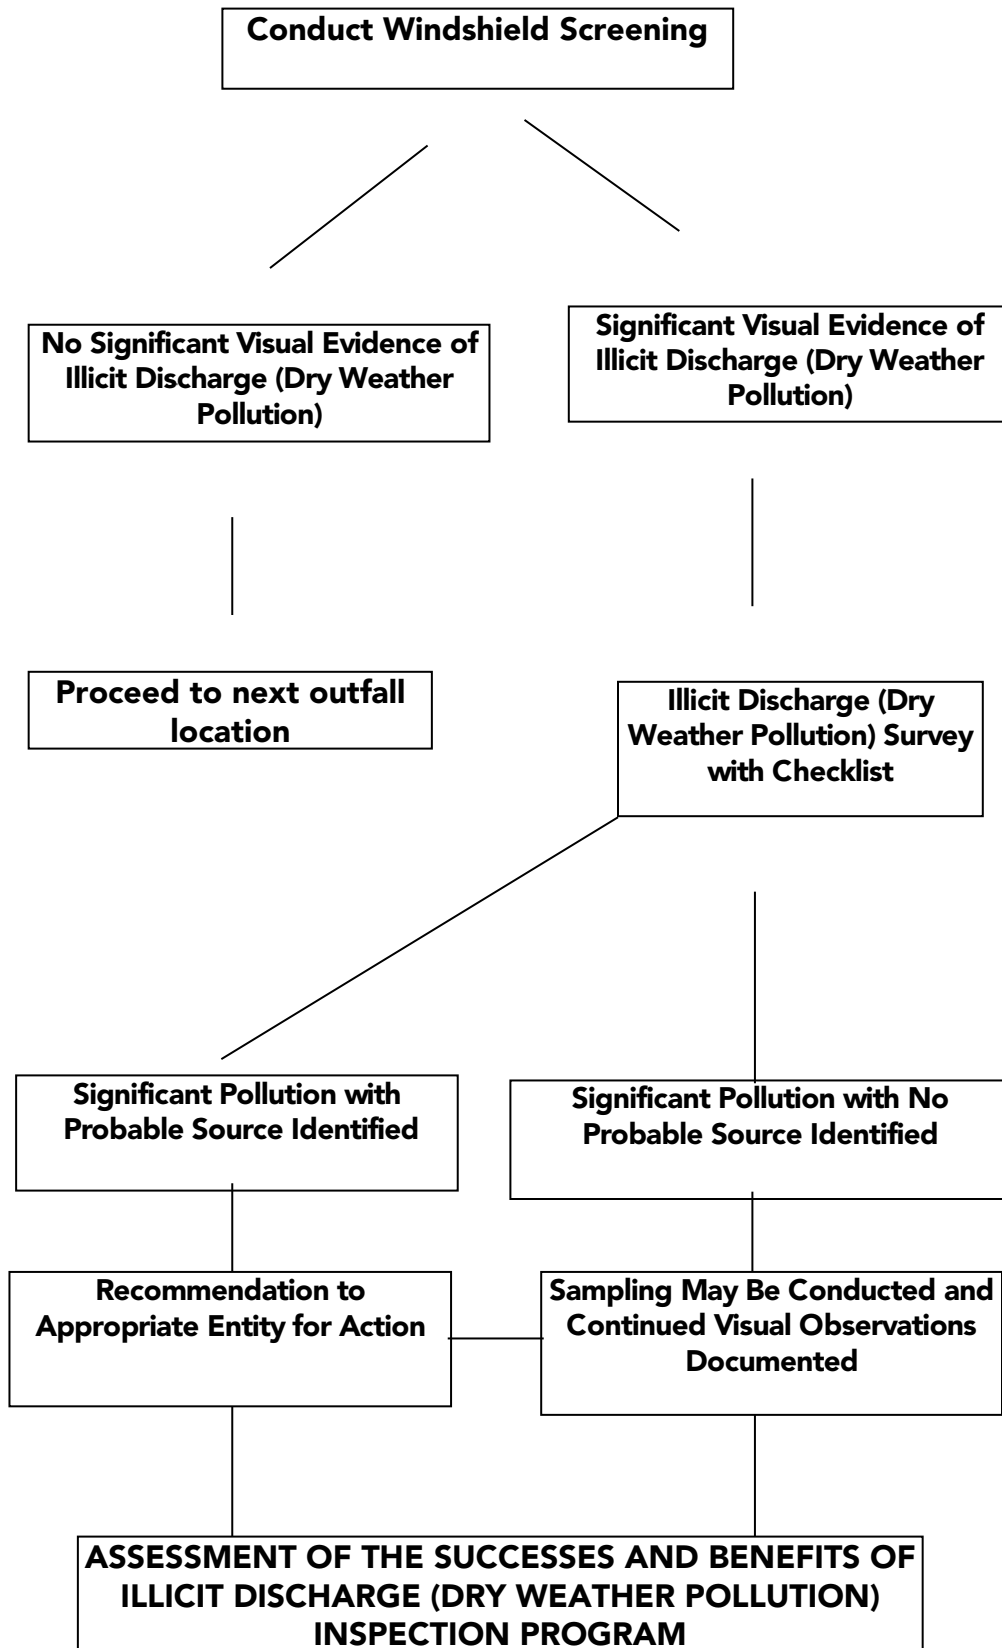 Conduct Windshield Screening
No Significant Visual Evidence of
Illicit Discharge (Dry Weather
Pollution)
Significant Visual Evidence of
Illicit Discharge (Dry Weather
Pollution)
Proceed to next outfall
location
Illicit Discharge (Dry
Weather Pollution) Survey
with Checklist
Significant Pollution with
Probable Source Identified
Significant Pollution with No
Probable Source Identified
Recommendation to
Appropriate Entity for Action
Sampling May Be Conducted and
Continued Visual Observations
Documented
ASSESSMENT OF THE SUCCESSES AND BENEFITS OF
ILLICIT DISCHARGE (DRY WEATHER POLLUTION)
INSPECTION PROGRAM